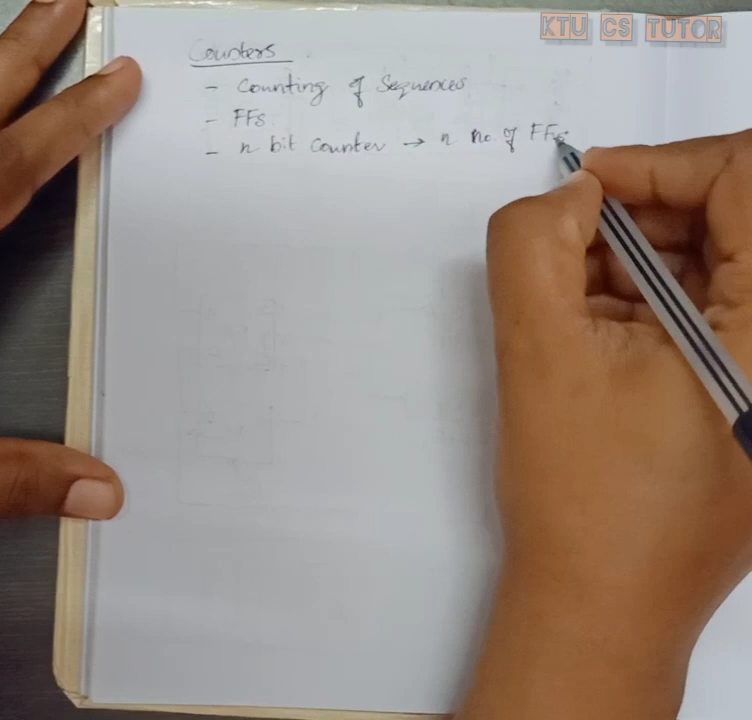 KTU CS TUTOR
Counters
- Counting of Sequences
- FFs
- n bit counter → n no. of FFs